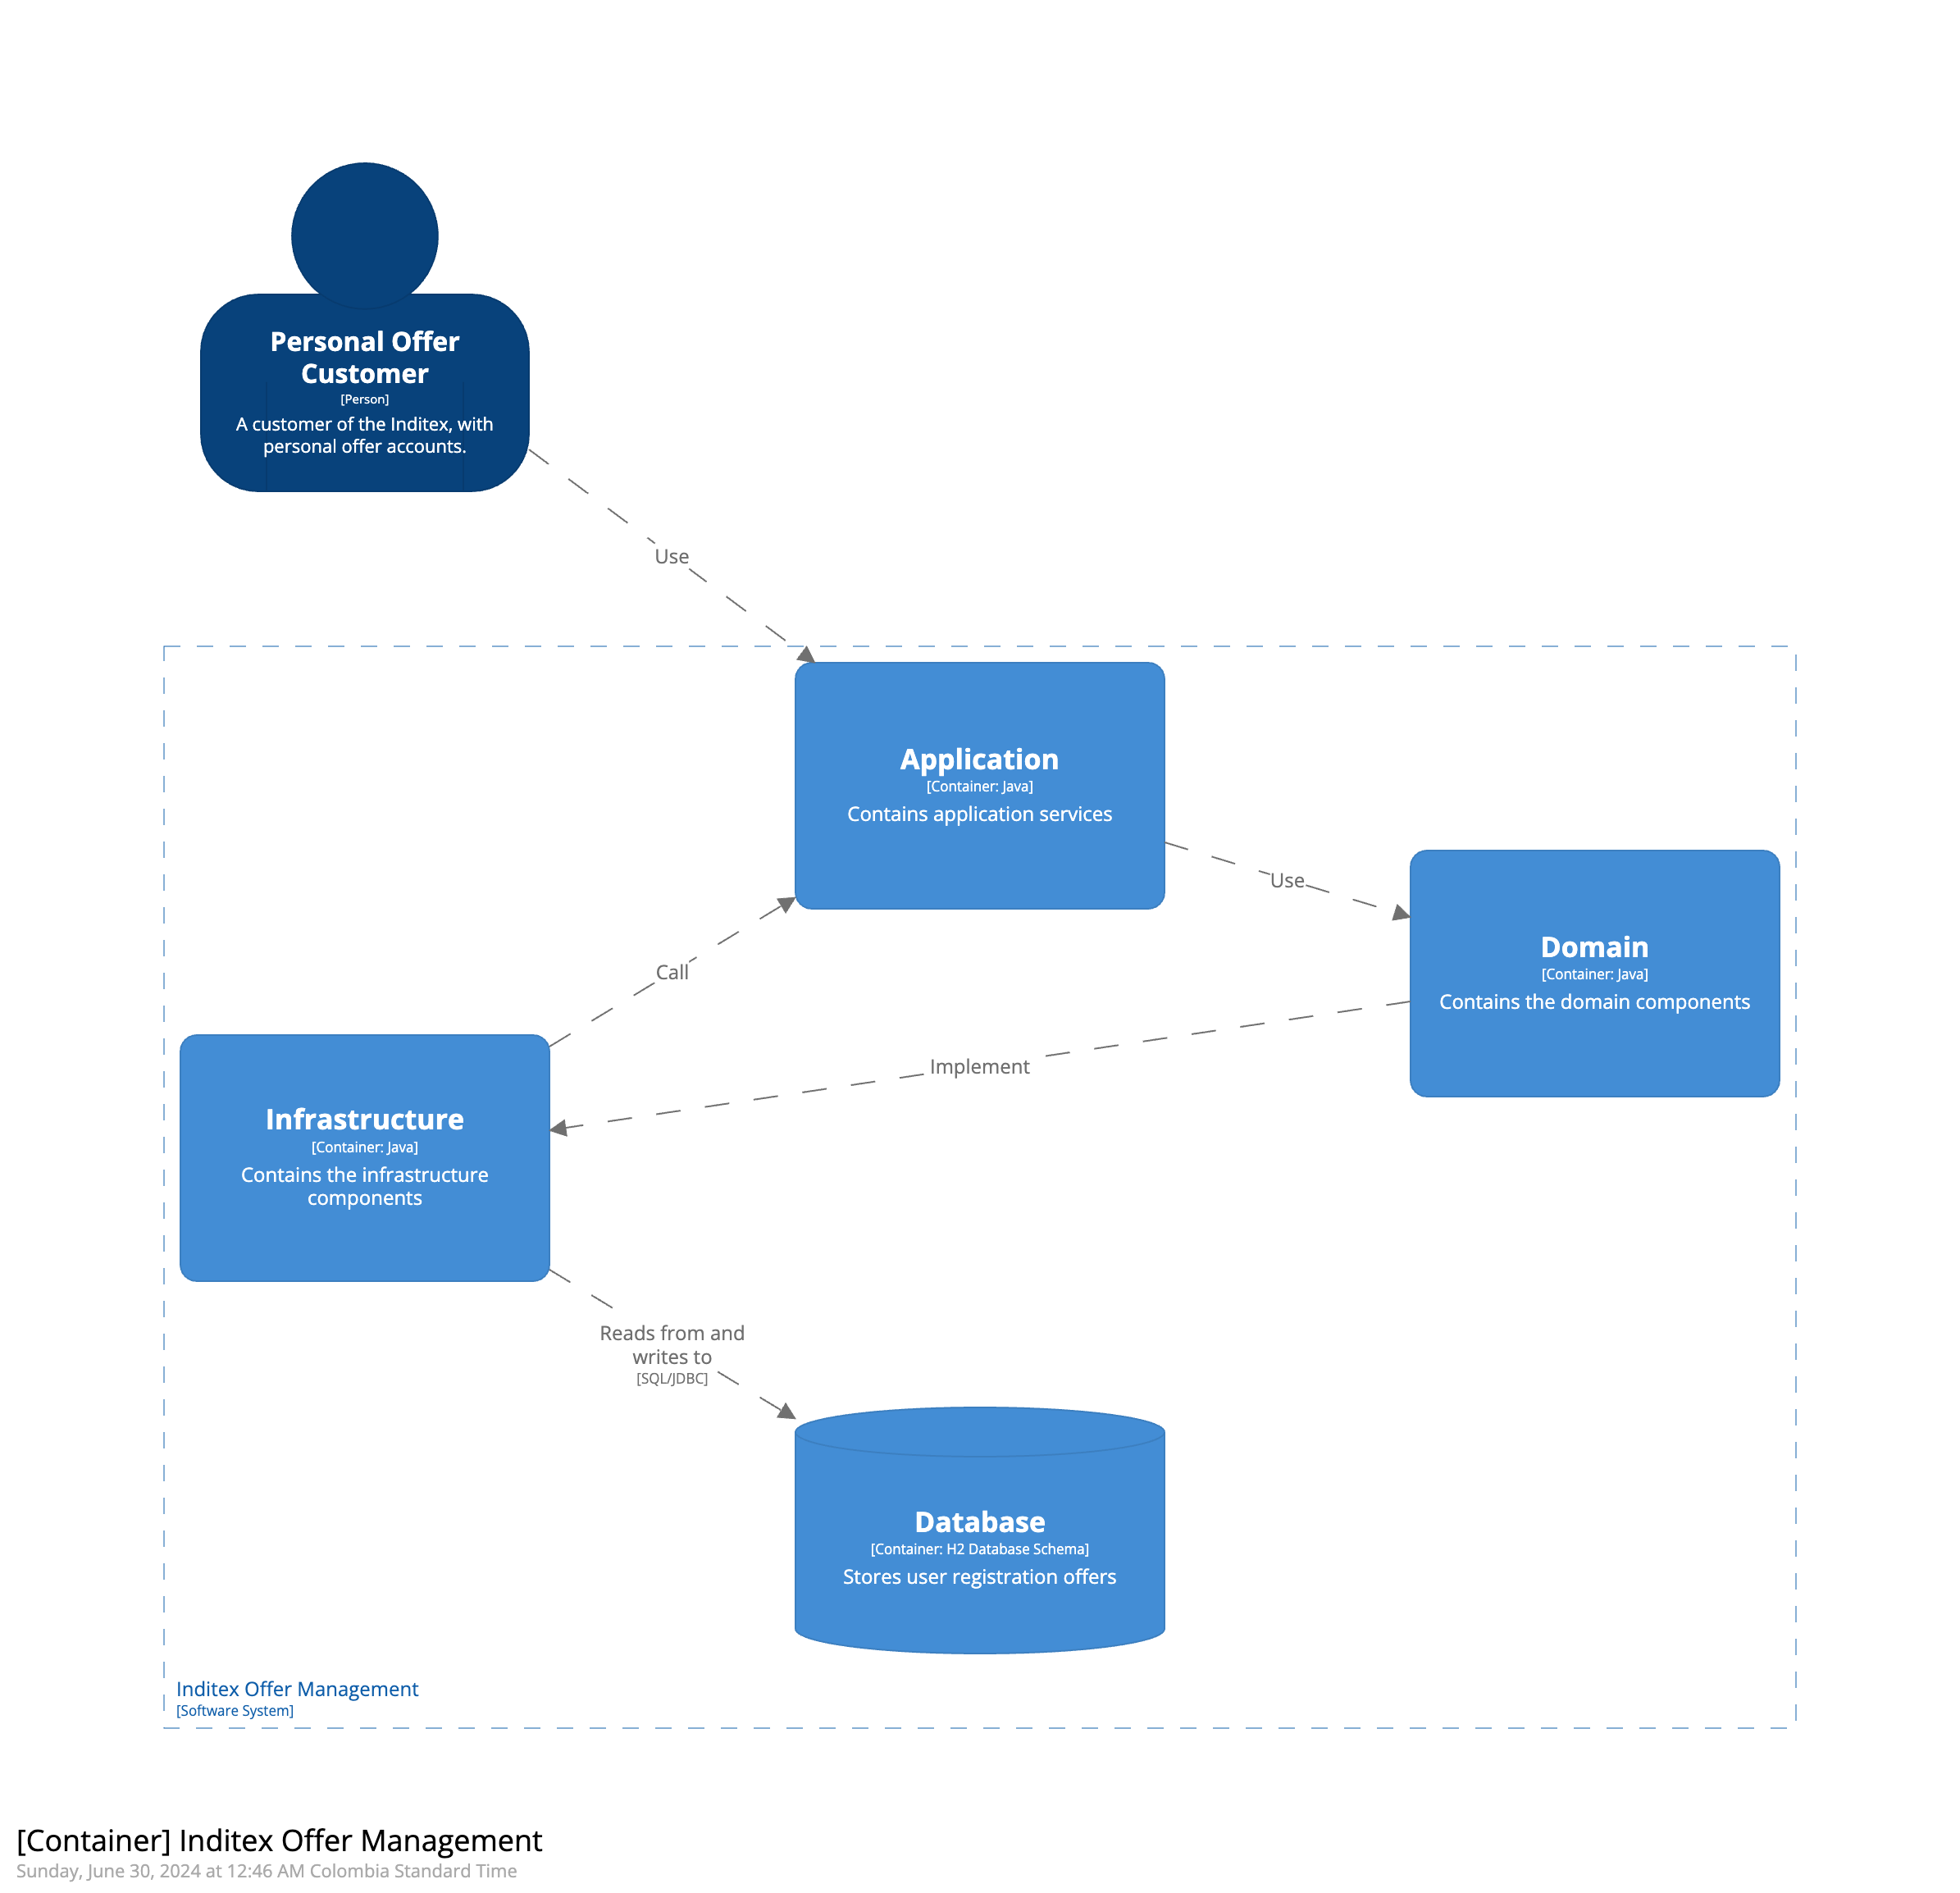 Personal Offer
Customer
[Person]
A customer of the Inditex, with
personal offer accounts.
Use
Application
[Container: Java]
Contains application services
Use
Domain
[Container: Java]
Contains the domain components
Call
Implement
Infrastructure
[Container: Java]
Contains the infrastructure
components
Reads from and
writes to
[SQL/JDBC]
Database
[Container: H2 Database Schema]
Stores user registration offers
Inditex Offer Management
[Software System]
[Container] Inditex Offer Management
Sunday, June 30, 2024 at 12:46 AM Colombia Standard Time